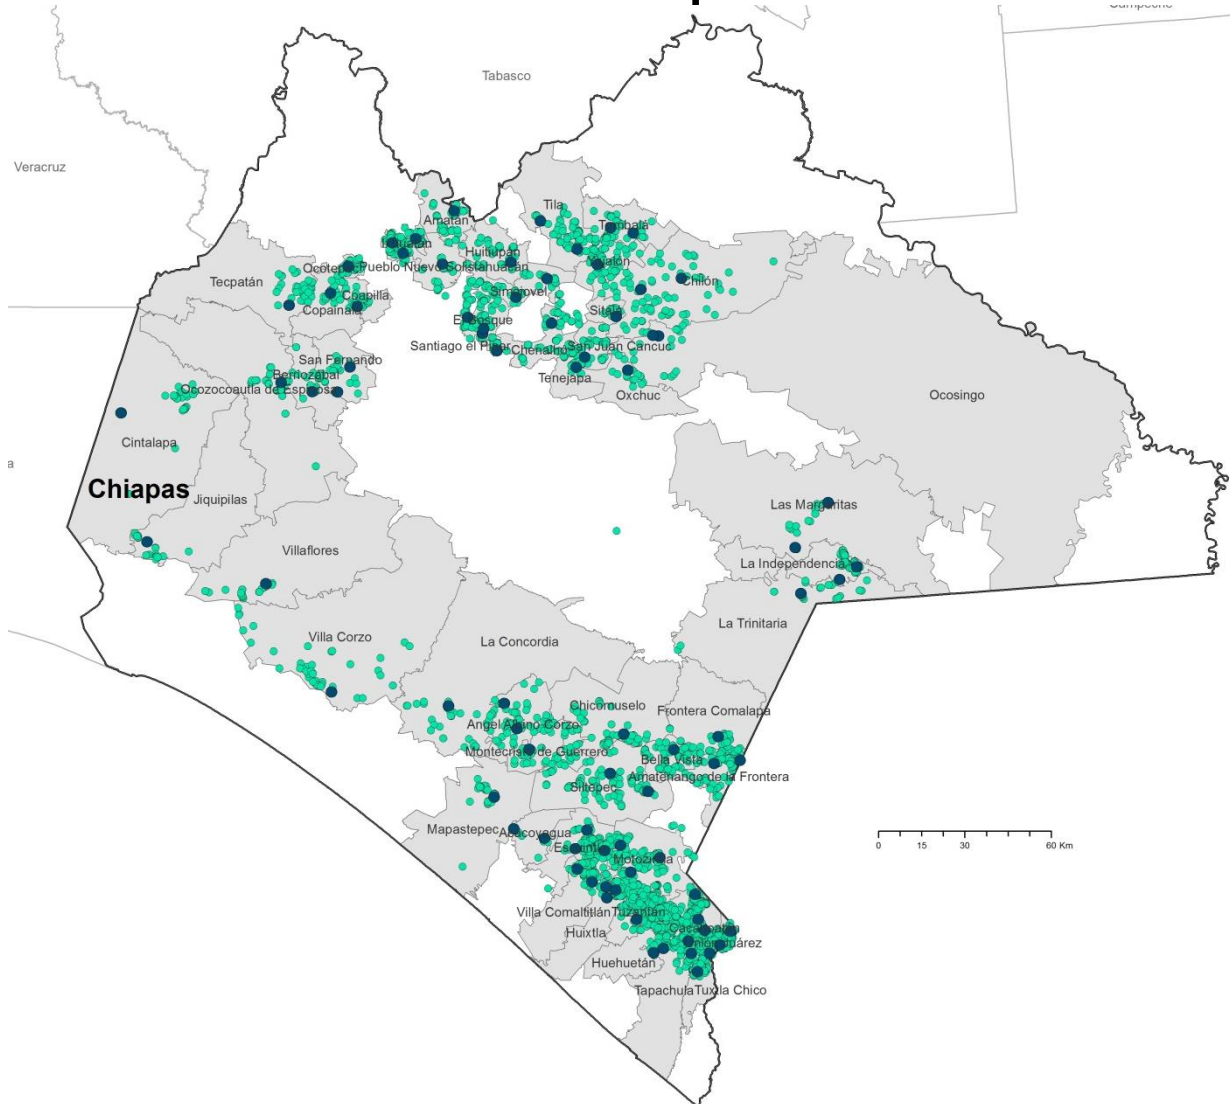 Campeche
Tabasco
Veracruz
Tila
Amatán
Tumbalá
Ixhuatán
Huitiupán
Ocotepec
Pueblo Nuevo Solistahuacán
Yajalón
Tecpatán
Chilón
Coapilla
Simojovel
Copainalá
Sitalá
El Bosque
Santiago el Pinar
Chenalhó
San Juan Cancuc
San Fernando
Berriozábal
Tenejapa
Ocozocoautla de Espinosa
Oxchuc
Ocosingo
Cintalapa
a
Chiapas
Jiquipilas
Las Margaritas
Villaflores
La Independencia
La Trinitaria
Villa Corzo
La Concordia
Chicomuselo
Frontera Comalapa
Angel Albino Corzo
Montecristo de Guerrero
Bella Vista
Amatenango de la Frontera
Siltepec
Mapastepec
Acacoyagua
Escuintla
Motozintla
0 15 30 60 Km
Villa Comaltitlán
Tuzantán
Cacahoatán
Huixtla
Unión Juárez
Huehuetán
Tapachula
Tuxtla Chico